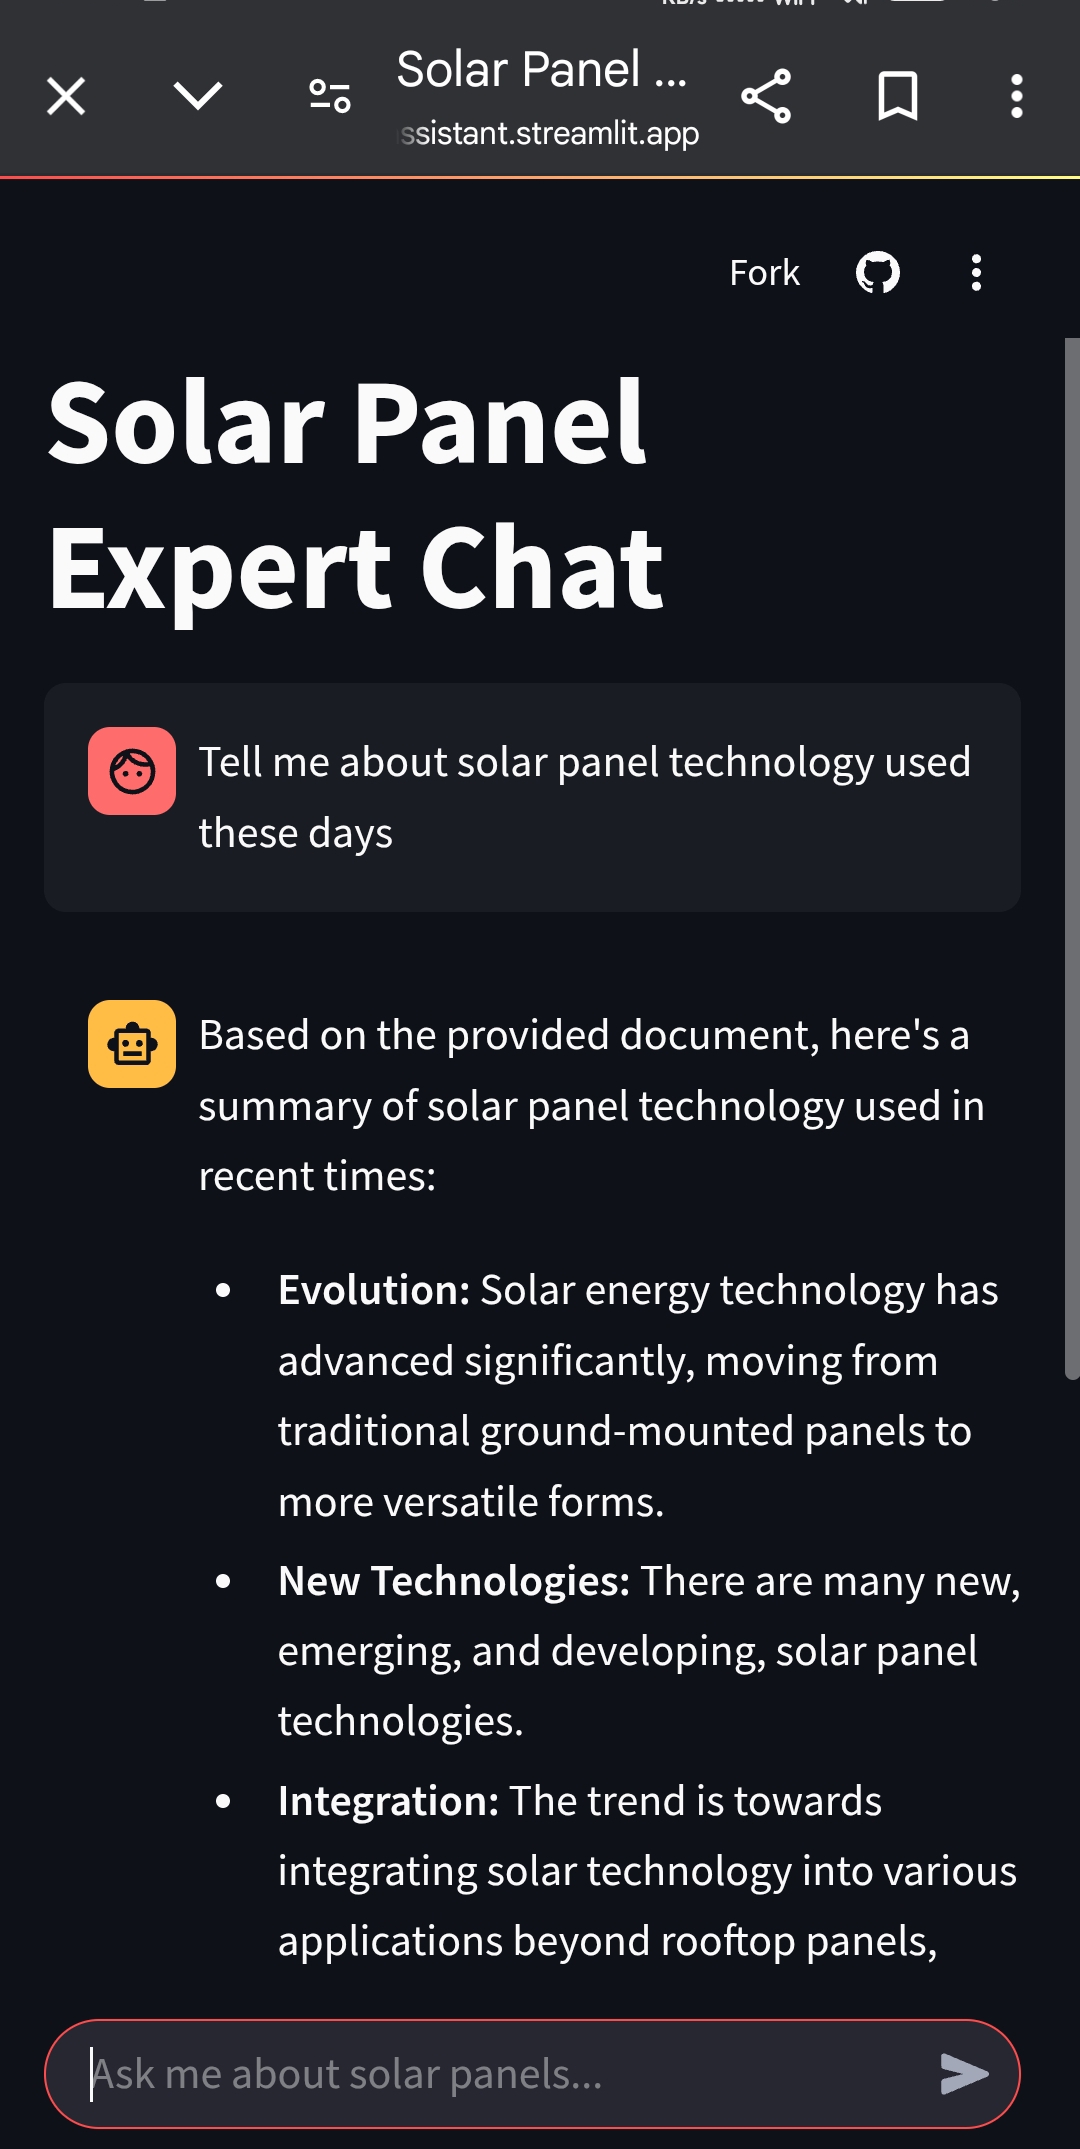 Solar Panel ...
ssistant.streamlit.app
Fork
Solar Panel
Expert Chat
Tell me about solar panel technology used
these days
Based on the provided document, here's a
summary of solar panel technology used in
recent times:
Evolution: Solar energy technology has
advanced significantly, moving from
traditional ground-mounted panels to
more versatile forms.
New Technologies: There are many new,
emerging, and developing, solar panel
technologies.
Integration: The trend is towards
integrating solar technology into various
applications beyond rooftop panels,
Ask me about solar panels...